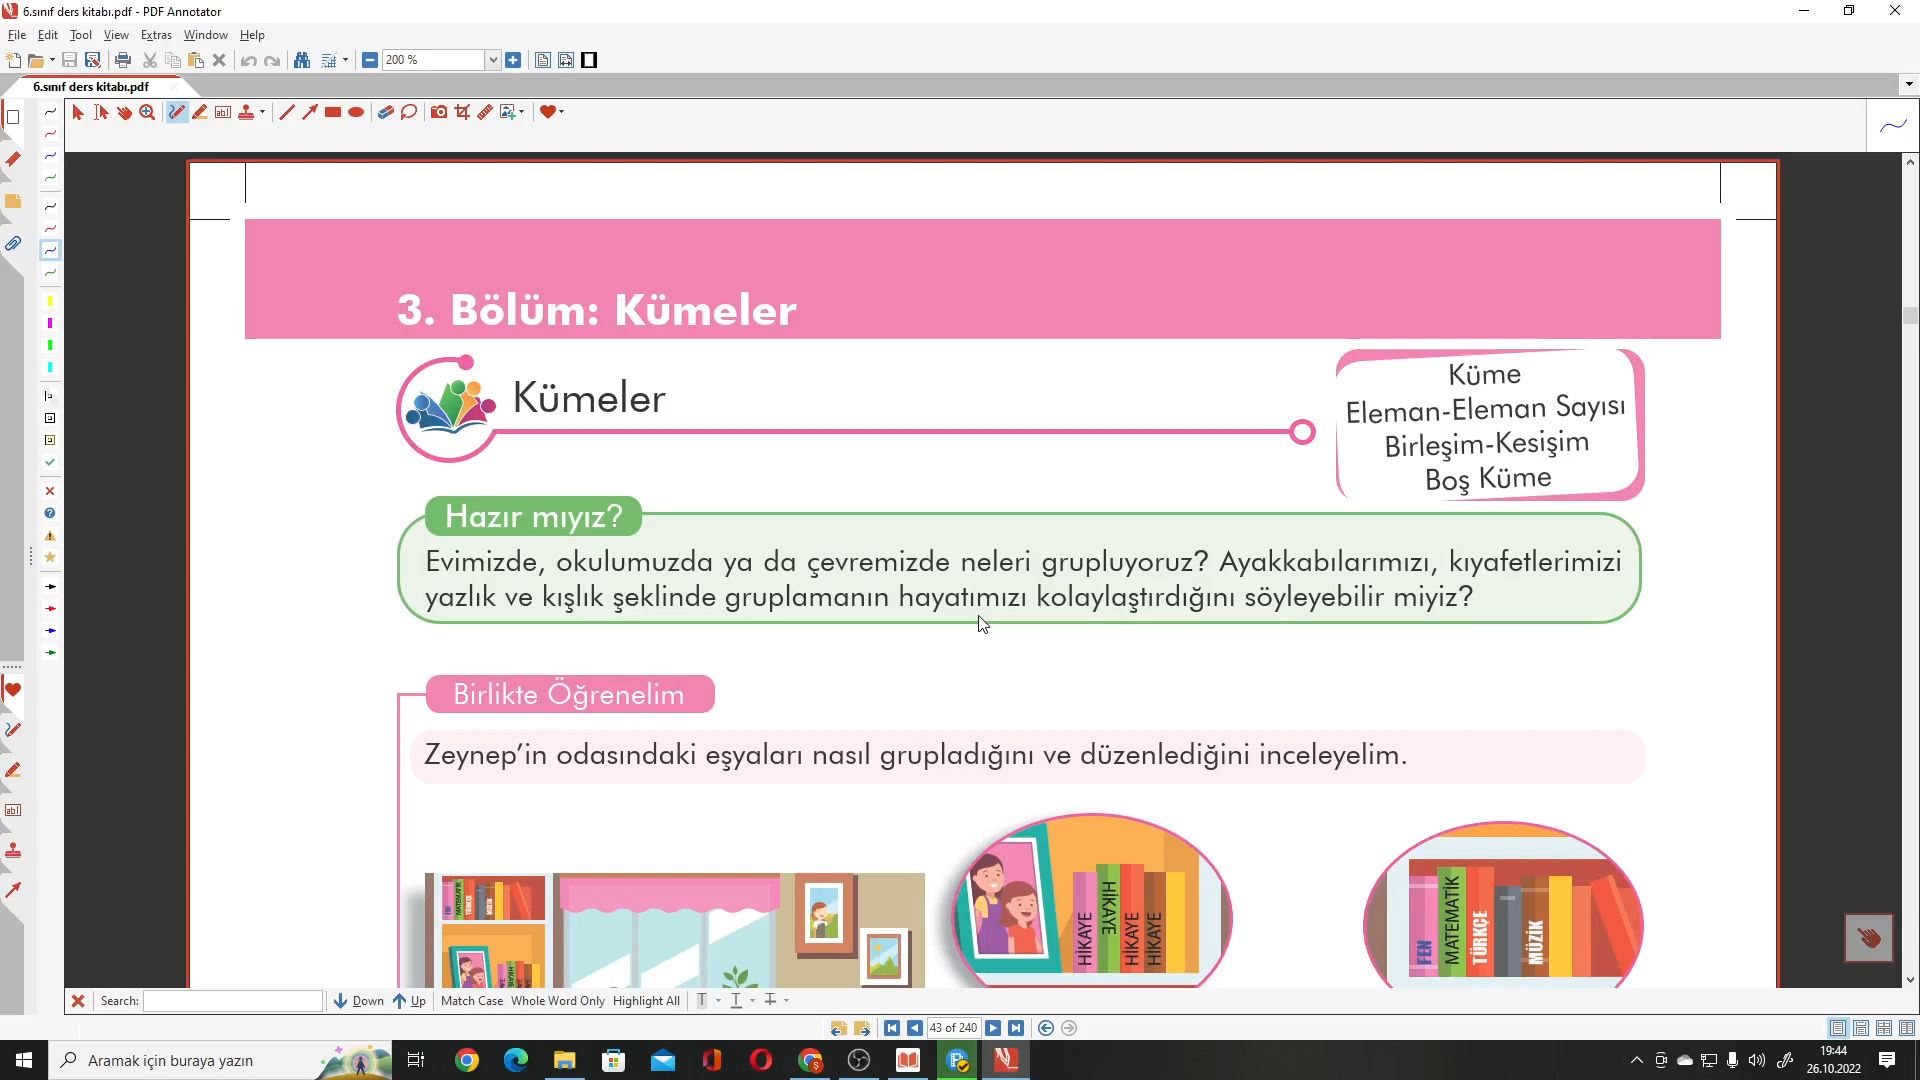 6.sınıf ders kitabı.pdf - PDF Annotator
File Edit Tool View Extras Window Help
200 %
6.sınıf ders kitabı.pdf
3. Bölüm: Kümeler
Kümeler
Küme
Eleman-Eleman Sayısı
Birleşim-Kesişim
Boş Küme
Hazır mıyız?
Evimizde, okulumuzda ya da çevremizde neleri grupluyoruz? Ayakkabılarımızı, kıyafetlerimizi
yazlık ve kışlık şeklinde gruplamanın hayatımızı kolaylaştırdığını söyleyebilir miyiz?
Birlikte Öğrenelim
Zeynep’in odasındaki eşyaları nasıl grupladığını ve düzenlediğini inceleyelim.
FEN
MATEMATİK
TÜRKÇE
MÜZİK
HİKAYE
HİKAYE
HİKAYE
HİKAYE
FEN
MATEMATİK
TÜRKÇE
MÜZİK
Search: Down Up Match Case Whole Word Only Highlight All
43 of 240
Aramak için buraya yazın
19:44
26.10.2022